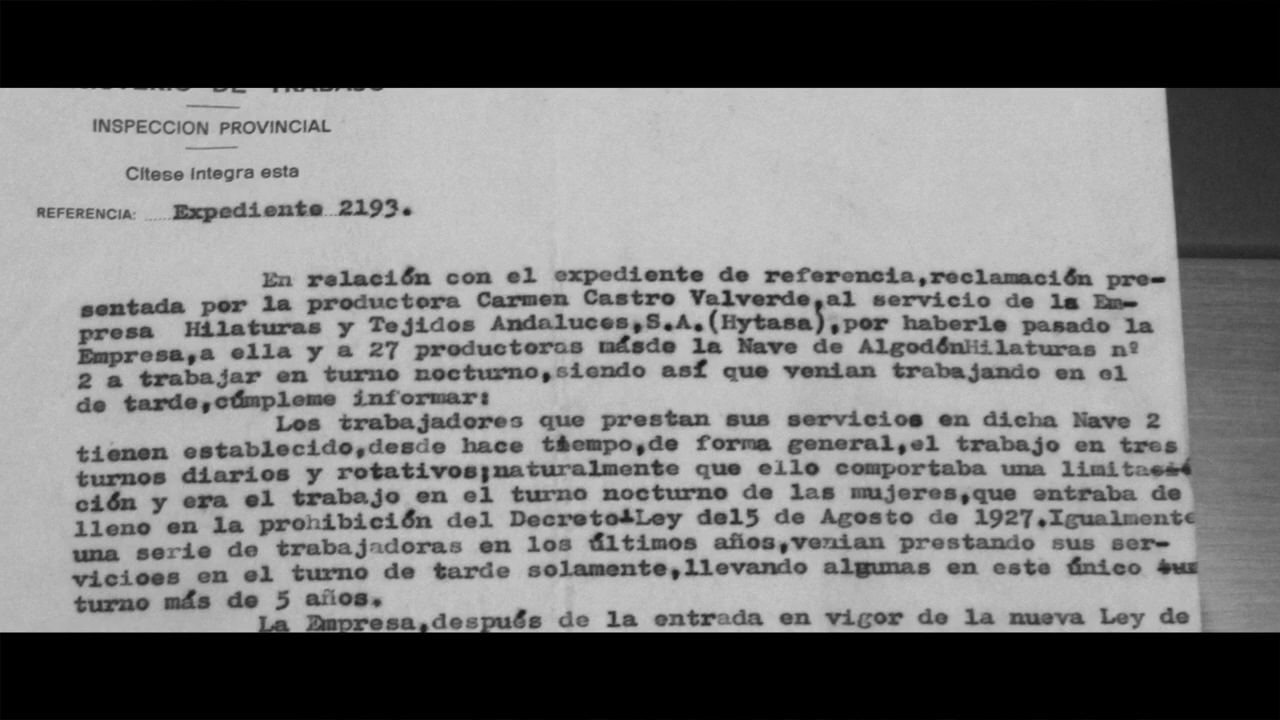 MINISTERIO DE TRABAJO
INSPECCION PROVINCIAL
Cítese íntegra esta
REFERENCIA: Expediente 2193.
En relación con el expediente de referencia,reclamación pre-
sentada por la productora Carmen Castro Valverde,al servicio de la Em-
presa Hilaturas y Tejidos Andaluces,S.A.(Hytasa),por haberle pasado la
Empresa,a ella y a 27 productoras másde la Nave de AlgodónHilaturas nº
2 a trabajar en turno nocturno,siendo así que venian trabajando en el
de tarde,cúmpleme informar:
Los trabajadores que prestan sus servicios en dicha Nave 2
tienen establecido,desde hace tiempo,de forma general,el trabajo en tres
turnos diarios y rotativos;naturalmente que ello comportaba una limita
ción y era el trabajo en el turno nocturno de las mujeres,que entraba de
lleno en la prohibición del Decreto-Ley del5 de Agosto de 1927.Igualmente
una serie de trabajadoras en los últimos años,venian prestando sus ser-
vicioes en el turno de tarde solamente,llevando algunas en este único
turno más de 5 años.
La Empresa,después de la entrada en vigor de la nueva Ley de